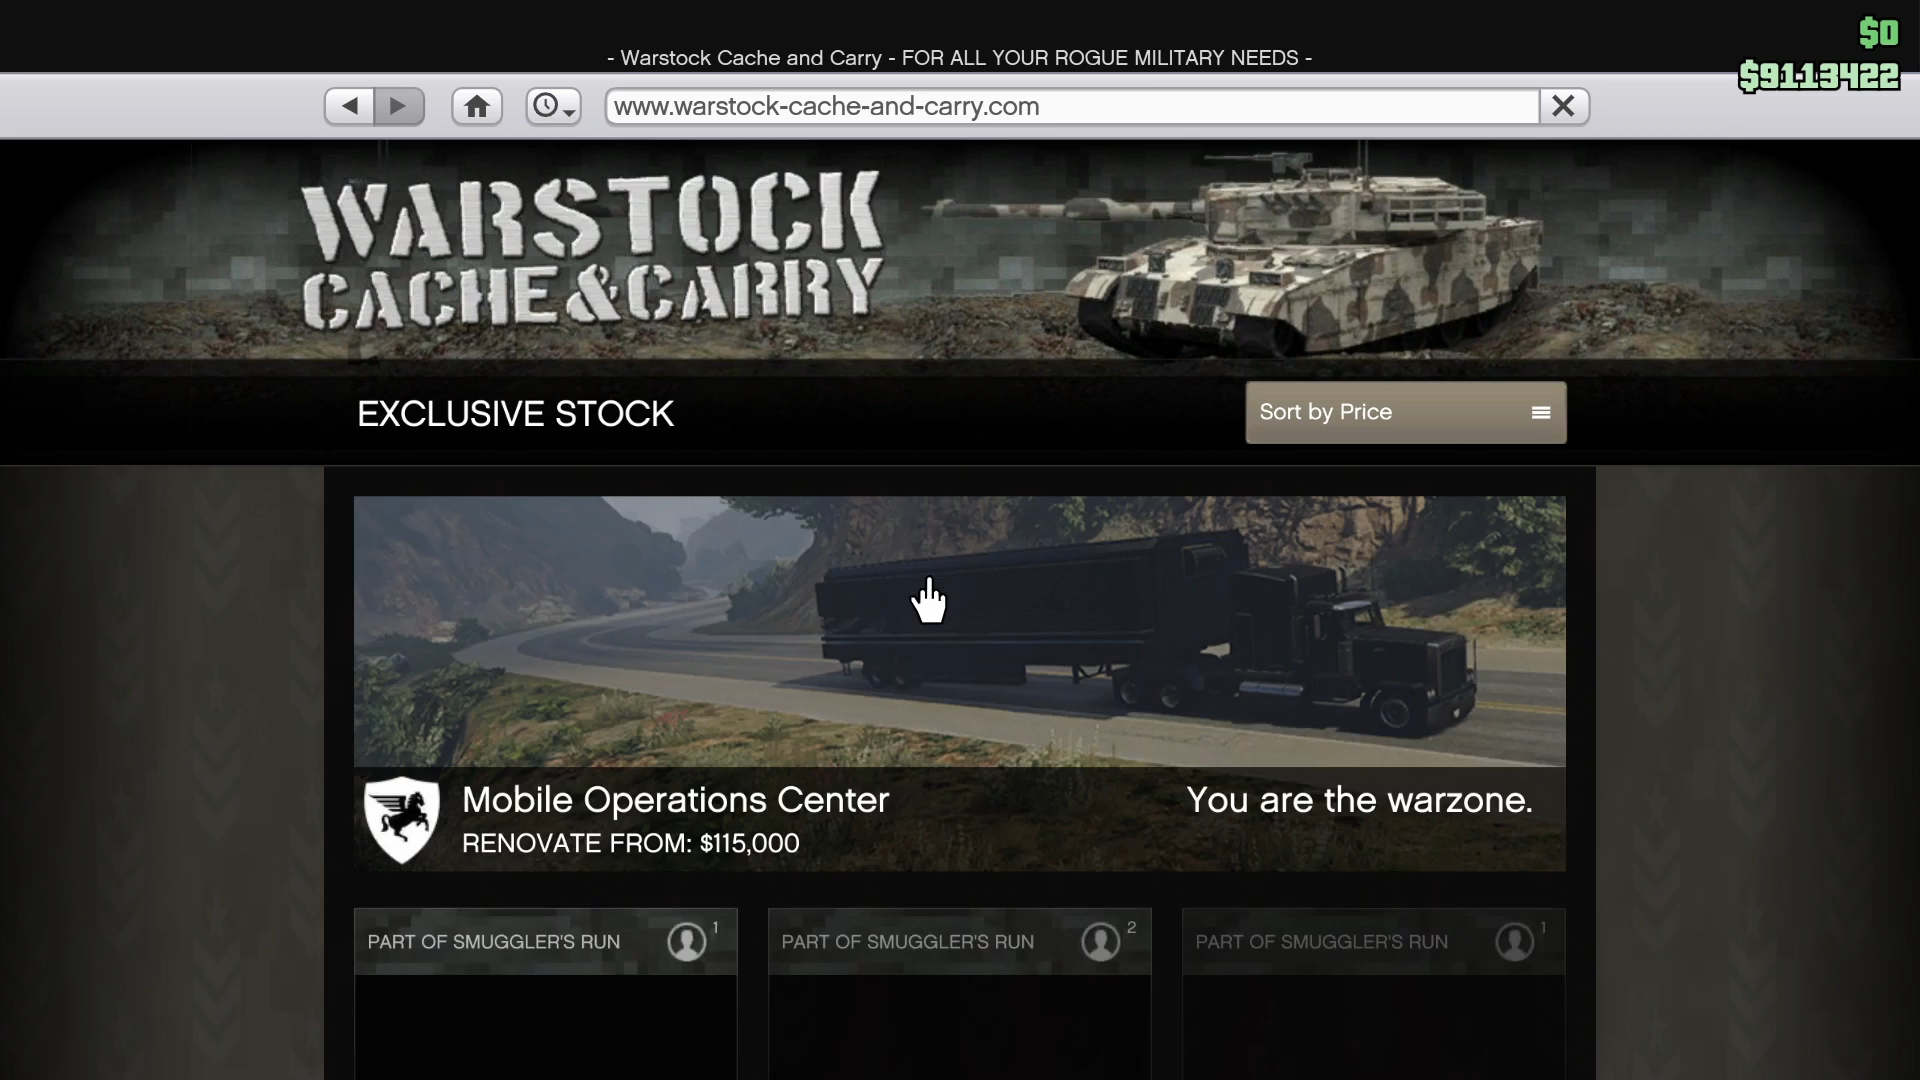 $0
- Warstock Cache and Carry - FOR ALL YOUR ROGUE MILITARY NEEDS -
$9113422
www.warstock-cache-and-carry.com
WARSTOCK
CACHE&CARRY
EXCLUSIVE STOCK
Sort by Price
Mobile Operations Center
You are the warzone.
RENOVATE FROM: $115,000
PART OF SMUGGLER'S RUN 1
PART OF SMUGGLER'S RUN 2
PART OF SMUGGLER'S RUN 1